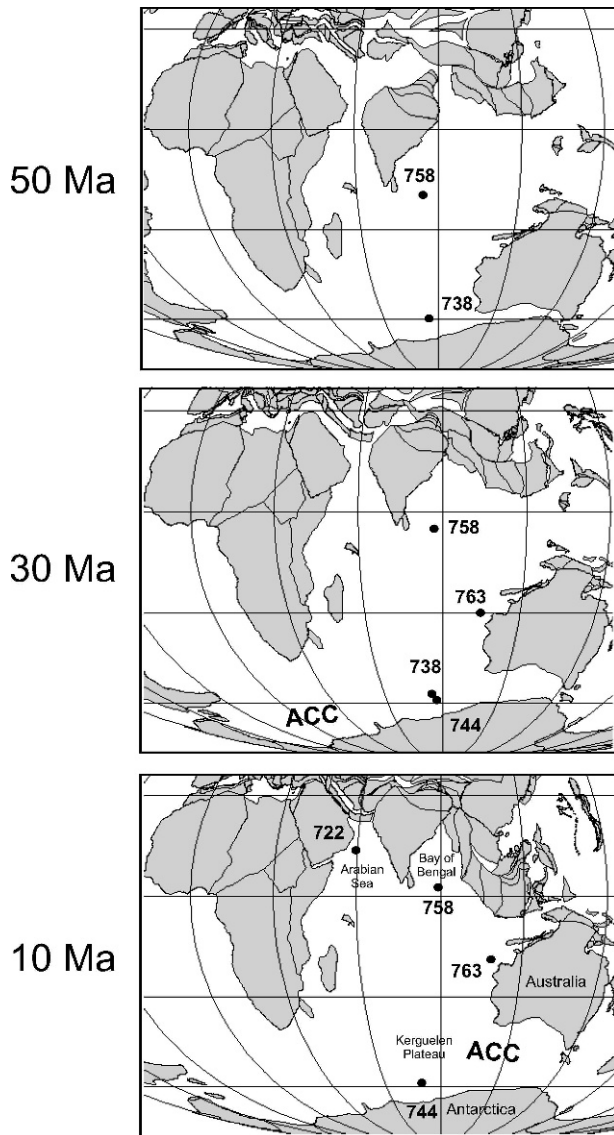 50 Ma
758
738
30 Ma
758
763
738
ACC
744
10 Ma
722
Arabian
Sea
Bay of
Bengal
758
763
Australia
Kerguelen
Plateau
ACC
744
Antarctica